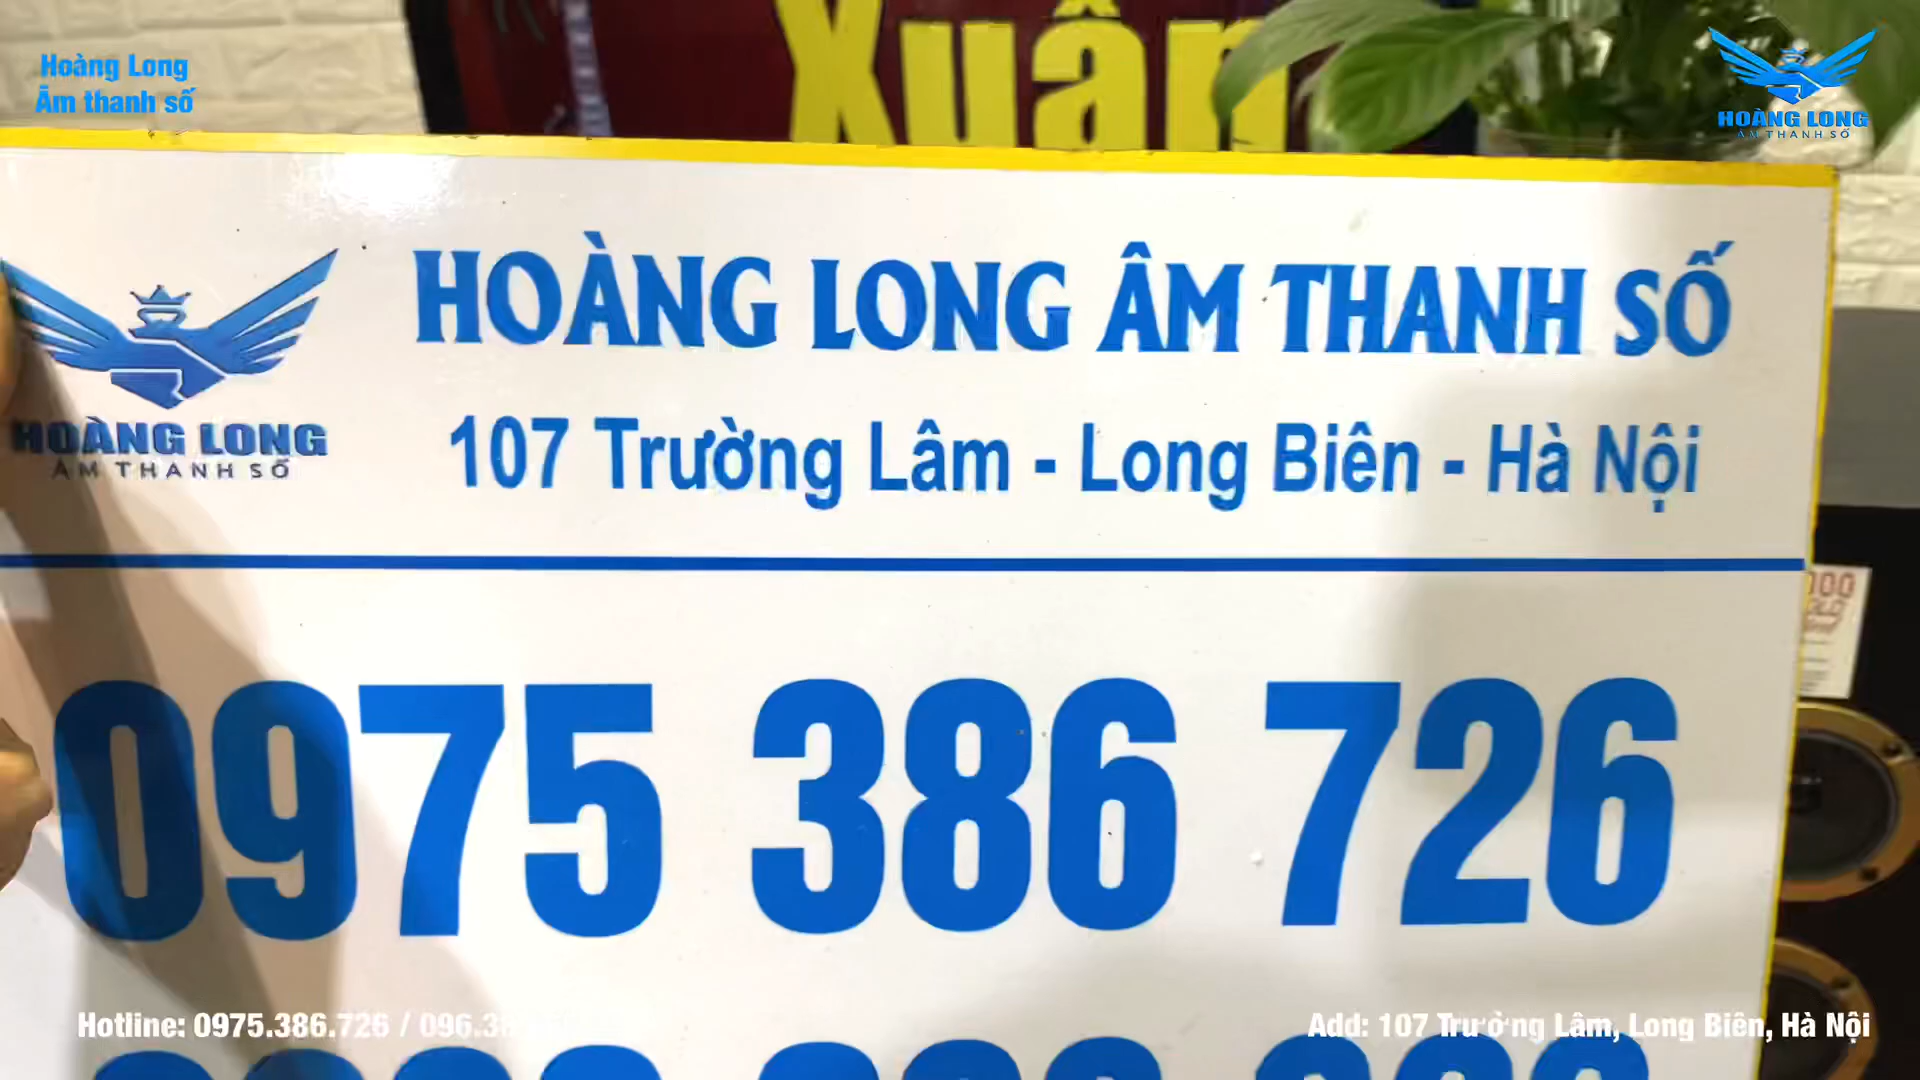 Xuân
Hoàng Long
Âm thanh số
HOÀNG LONG
ÂM THANH SỐ
HOÀNG LONG ÂM THANH SỐ
HOÀNG LONG
ÂM THANH SỐ
107 Trường Lâm - Long Biên - Hà Nội
0975 386 726
Hotline: 0975.386.726 /
Add: 107 Trường Lâm, Long Biên, Hà Nội